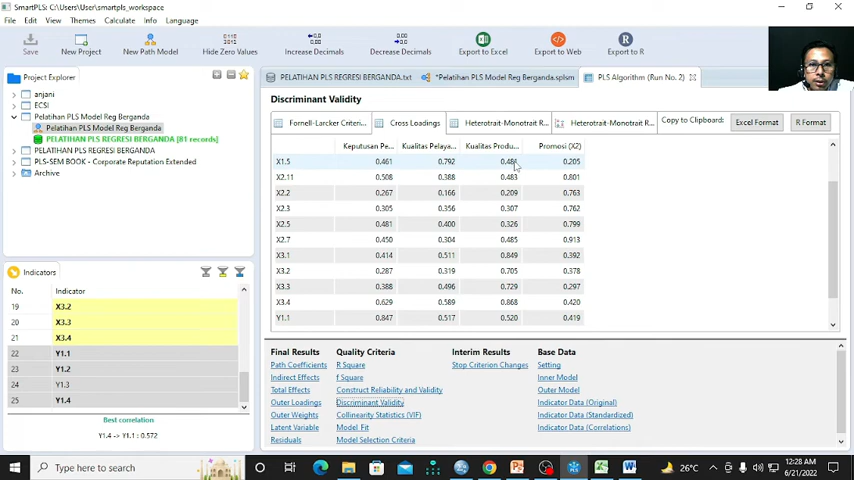 SmartPLS: C:\Users\User\smartpls_workspace
File Edit View Themes Calculate Info Language
Save New Project New Path Model Hide Zero Values Increase Decimals Decrease Decimals Export to Excel Export to Web Export to R
Project Explorer
anjani
ECSI
Pelatihan PLS Model Reg Berganda
Pelatihan PLS Model Reg Berganda
PELATIHAN PLS REGRESI BERGANDA [81 records]
PELATIHAN PLS REGRESI BERGANDA
PLS-SEM BOOK - Corporate Reputation Extended
Archive
Indicators
No. Indicator
19 X3.2
20 X3.3
21 X3.4
22 Y1.1
23 Y1.2
24 Y1.3
25 Y1.4
Best correlation
Y1.4 -> Y1.1 : 0.572
PELATIHAN PLS REGRESI BERGANDA.txt *Pelatihan PLS Model Reg Berganda.splsm PLS Algorithm (Run No. 2)
Discriminant Validity
Fornell-Larcker Criteri... Cross Loadings Heterotrait-Monotrait R... Heterotrait-Monotrait R... Copy to Clipboard: Excel Format R Format
Keputusan Pe... Kualitas Pelaya... Kualitas Produ... Promosi (X2)
X1.5 0.461 0.792 0.205
X2.11 0.508 0.388 0.483 0.801
X2.2 0.267 0.166 0.209 0.763
X2.3 0.305 0.356 0.307 0.762
X2.5 0.481 0.400 0.326 0.799
X2.7 0.450 0.304 0.485 0.913
X3.1 0.414 0.511 0.849 0.392
X3.2 0.287 0.319 0.705 0.378
X3.3 0.388 0.496 0.729 0.297
X3.4 0.629 0.589 0.868 0.420
Y1.1 0.847 0.517 0.520 0.419
Final Results Quality Criteria Interim Results Base Data
Path Coefficients R Square Stop Criterion Changes Setting
Indirect Effects f Square Inner Model
Total Effects Construct Reliability and Validity Outer Model
Outer Loadings Discriminant Validity Indicator Data (Original)
Outer Weights Collinearity Statistics (VIF) Indicator Data (Standardized)
Latent Variable Model Fit Indicator Data (Correlations)
Residuals Model Selection Criteria
Type here to search
26°C
12:28 AM
6/21/2022